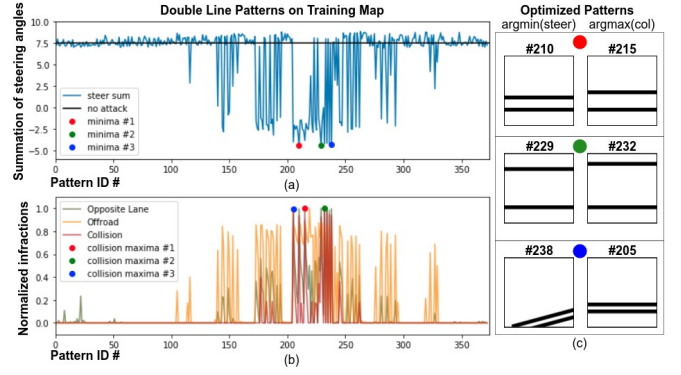 Double Line Patterns on Training Map
Summation of steering angles
10.0
7.5
5.0
2.5
0.0
−2.5
−5.0
steer sum
no attack
minima #1
minima #2
minima #3
0 50 100 150 200 250 300 350
Pattern ID #
(a)
Normalized infractions
1.0
0.8
0.6
0.4
0.2
0.0
Opposite Lane
Offroad
Collision
collision maxima #1
collision maxima #2
collision maxima #3
0 50 100 150 200 250 300 350
Pattern ID #
(b)
Optimized Patterns
argmin(steer) argmax(col)
#210 #215
#229 #232
#238 #205
(c)